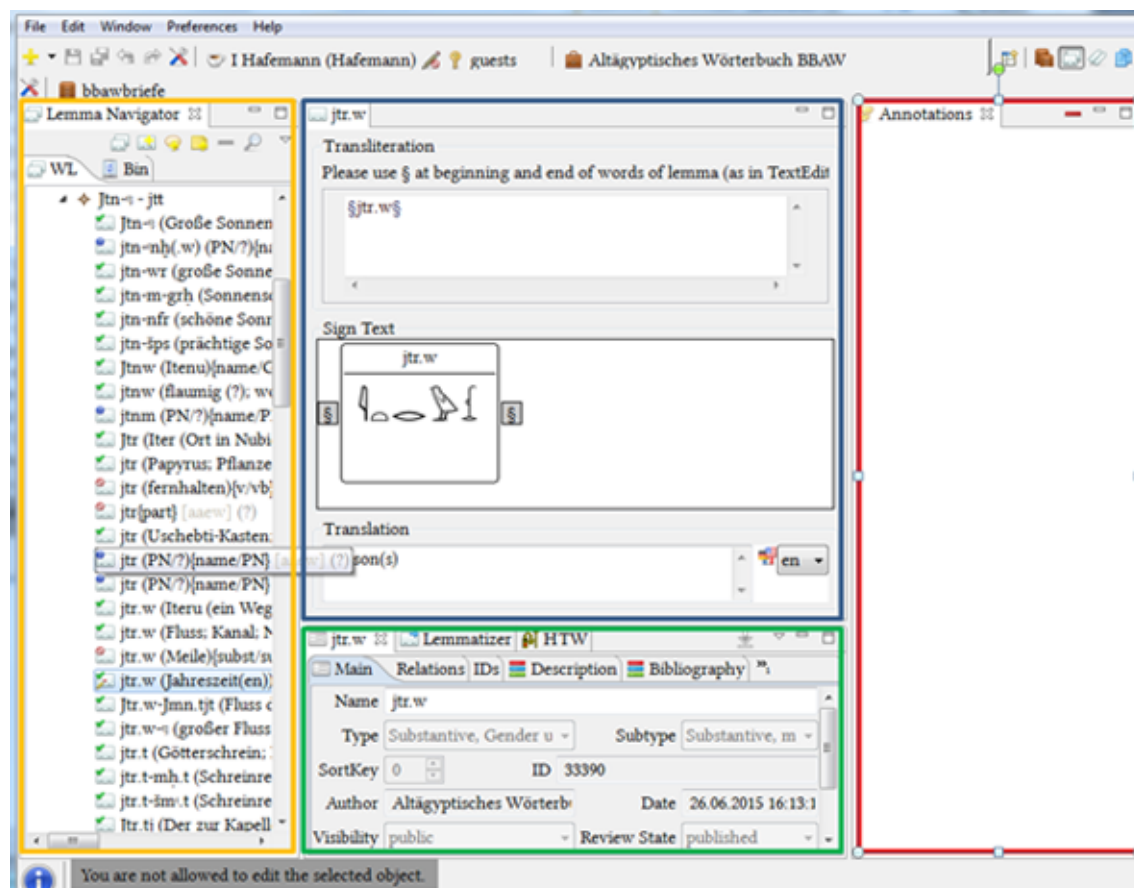 File Edit Window Preferences Help
I Hafemann (Hafemann) guests Altägyptisches Wörterbuch BBAW
bbawbriefe
Lemma Navigator
WL Bin
Jtn-ꜥꜣ - jtt
Jtn-ꜥꜣ (Große Sonnen
(PN/?){na
jtn-wr (große Sonne
jtn-m-grḥ (Sonnensc
jtn-nfr (schöne Sonr
jtn-šps (prächtige So
Jtnw (Itenu){name/C
jtnw (flaumig (?); we
jtnm (PN/?){name/P
Jtr (Iter (Ort in Nubi
jtr (Papyrus; Pflanze
jtr (fernhalten){v/vb}
jtr{part} [aaew] (?)
jtr (Uschebti-Kasten;
jtr (PN/?){name/PN} [aaew] (?)
jtr (PN/?){name/PN}
jtr.w (Iteru (ein Weg
jtr.w (Fluss; Kanal; N
jtr.w (Meile){subst/su
jtr.w (Jahreszeit(en))
Jtr.w-Jmn.tjt (Fluss d
jtr.w-ꜥꜣ (großer Fluss
jtr.t (Götterschrein;
jtr.t-mḥ.t (Schreinre
jtr.t-šmꜥ.t (Schreinre
Jtr.tj (Der zur Kapell
jtr.w
Transliteration
Please use § at beginning and end of words of lemma (as in TextEdit
§jtr.w§
Sign Text
jtr.w
§ 𓇋𓏏𓂋𓅱 §
Translation
son(s)
en
jtr.w Lemmatizer HTW
Main Relations IDs Description Bibliography »1
Name jtr.w
Type Substantive, Gender u Subtype Substantive, m
SortKey 0 ID 33390
Author Altägyptisches Wörterb Date 26.06.2015 16:13:1
Visibility public Review State published
Annotations
You are not allowed to edit the selected object.